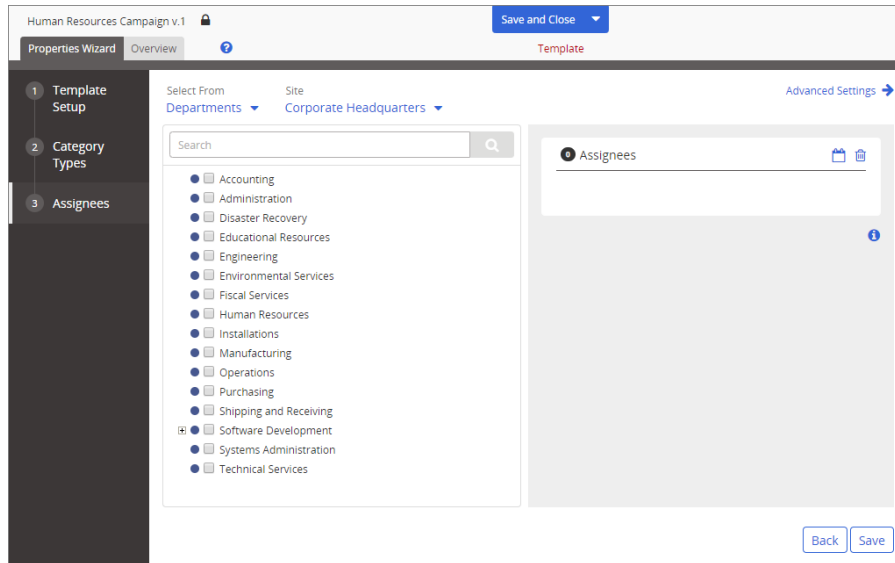 Human Resources Campaign v.1
Save and Close
Properties Wizard
Overview
?
Template
1 Template Setup
2 Category Types
3 Assignees
Select From
Site
Departments
Corporate Headquarters
Advanced Settings
Search
Accounting
Administration
Disaster Recovery
Educational Resources
Engineering
Environmental Services
Fiscal Services
Human Resources
Installations
Manufacturing
Operations
Purchasing
Shipping and Receiving
Software Development
Systems Administration
Technical Services
0 Assignees
i
Back
Save